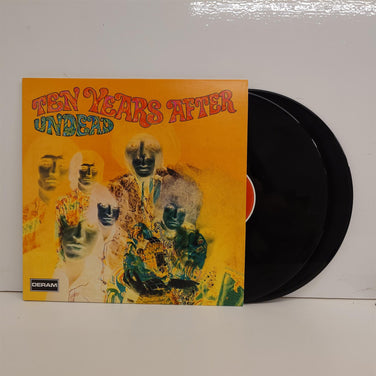 TEN YEARS AFTER
UNDEAD
DERAM